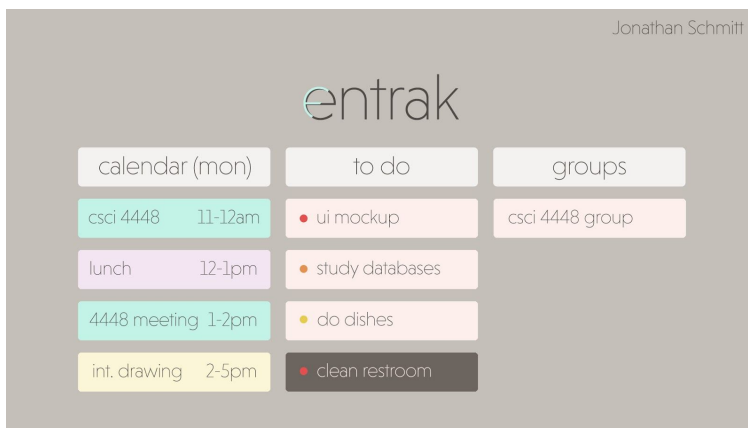 Jonathan Schmitt
entrak
calendar (mon)
csci 4448 11-12am
lunch 12-1pm
4448 meeting 1-2pm
int. drawing 2-5pm
to do
ui mockup
study databases
do dishes
clean restroom
groups
csci 4448 group